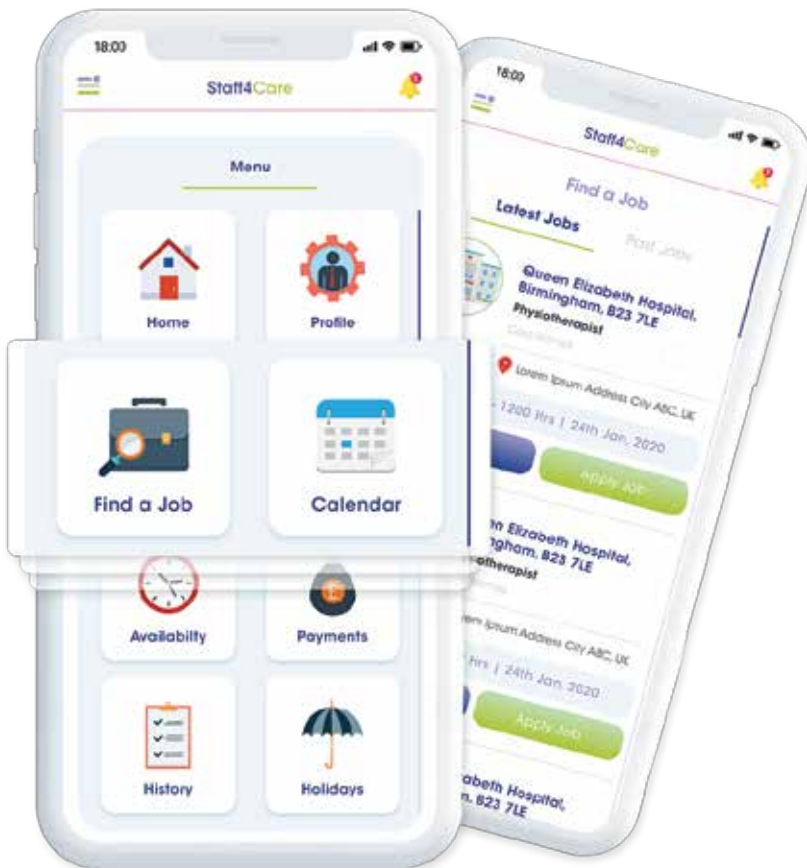 18:00
Staff4Care
Menu
Home
Profile
Find a Job
Calendar
Availabilty
Payments
History
Holidays
18:00
Staff4Care
Find a Job
Latest Jobs
Past Jobs
Queen Elizabeth Hospital,
Birmingham, B23 7LE
Physiotherapist
Lorem Ipsum Address City ABC, UK
1200 Hrs | 24th Jan, 2020
Apply Job
Elizabeth Hospital,
B23 7LE
Ipsum Address City ABC, UK
Hrs | 24th Jan, 2020
Apply Job
Hospital,
B23 7LE